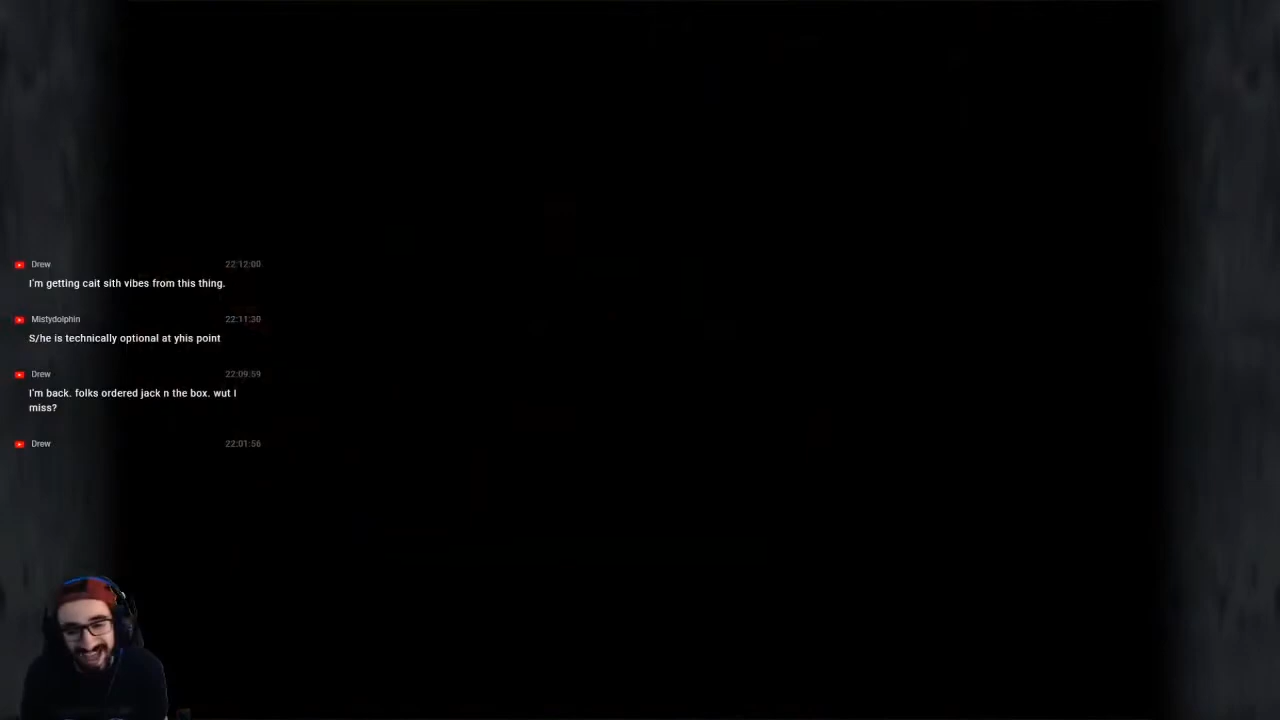 Drew 22:12:00
I'm getting cait sith vibes from this thing.
Mistydolphin 22:11:30
S/he is technically optional at yhis point
Drew 22:09:59
I'm back. folks ordered jack n the box. wut I
miss?
Drew 22:01:56